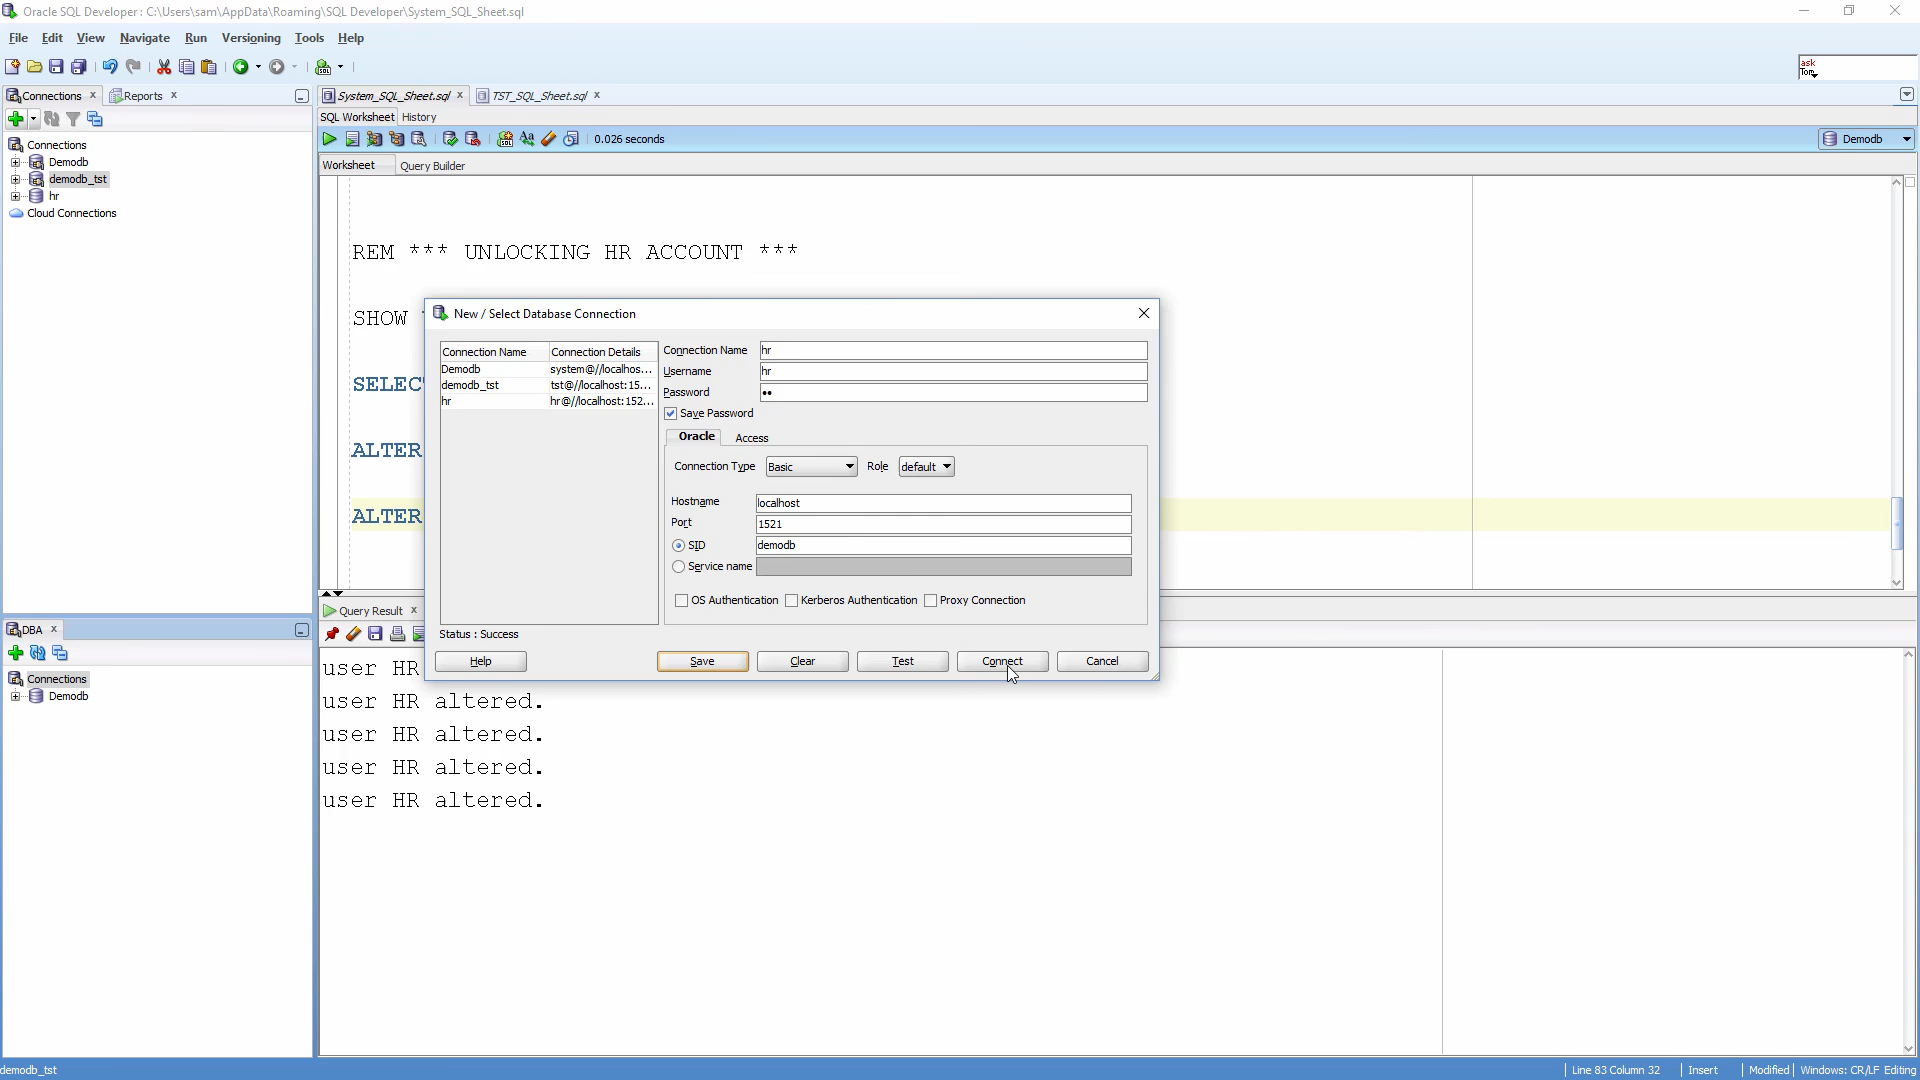 Oracle SQL Developer : C:\Users\sam\AppData\Roaming\SQL Developer\System_SQL_Sheet.sql
File Edit View Navigate Run Versioning Tools Help
ask
Tom
Connections Reports
System_SQL_Sheet.sql TST_SQL_Sheet.sql
SQL Worksheet History
0.026 seconds
Demodb
Worksheet Query Builder
Connections
Demodb
demodb_tst
hr
Cloud Connections
REM *** UNLOCKING HR ACCOUNT ***
SHOW
SELECT
ALTER
ALTER
New / Select Database Connection
Connection Name Connection Details
Demodb system@//localhos...
demodb_tst tst@//localhost:15...
hr hr@//localhost:152...
Connection Name hr
Username hr
Password ••
Save Password
Oracle Access
Connection Type Basic Role default
Hostname localhost
Port 1521
SID demodb
Service name
OS Authentication Kerberos Authentication Proxy Connection
Status : Success
Help Save Clear Test Connect Cancel
Query Result
user HR
user HR altered.
user HR altered.
user HR altered.
user HR altered.
DBA
Connections
Demodb
demodb_tst
Line 83 Column 32 Insert Modified Windows: CR/LF Editing